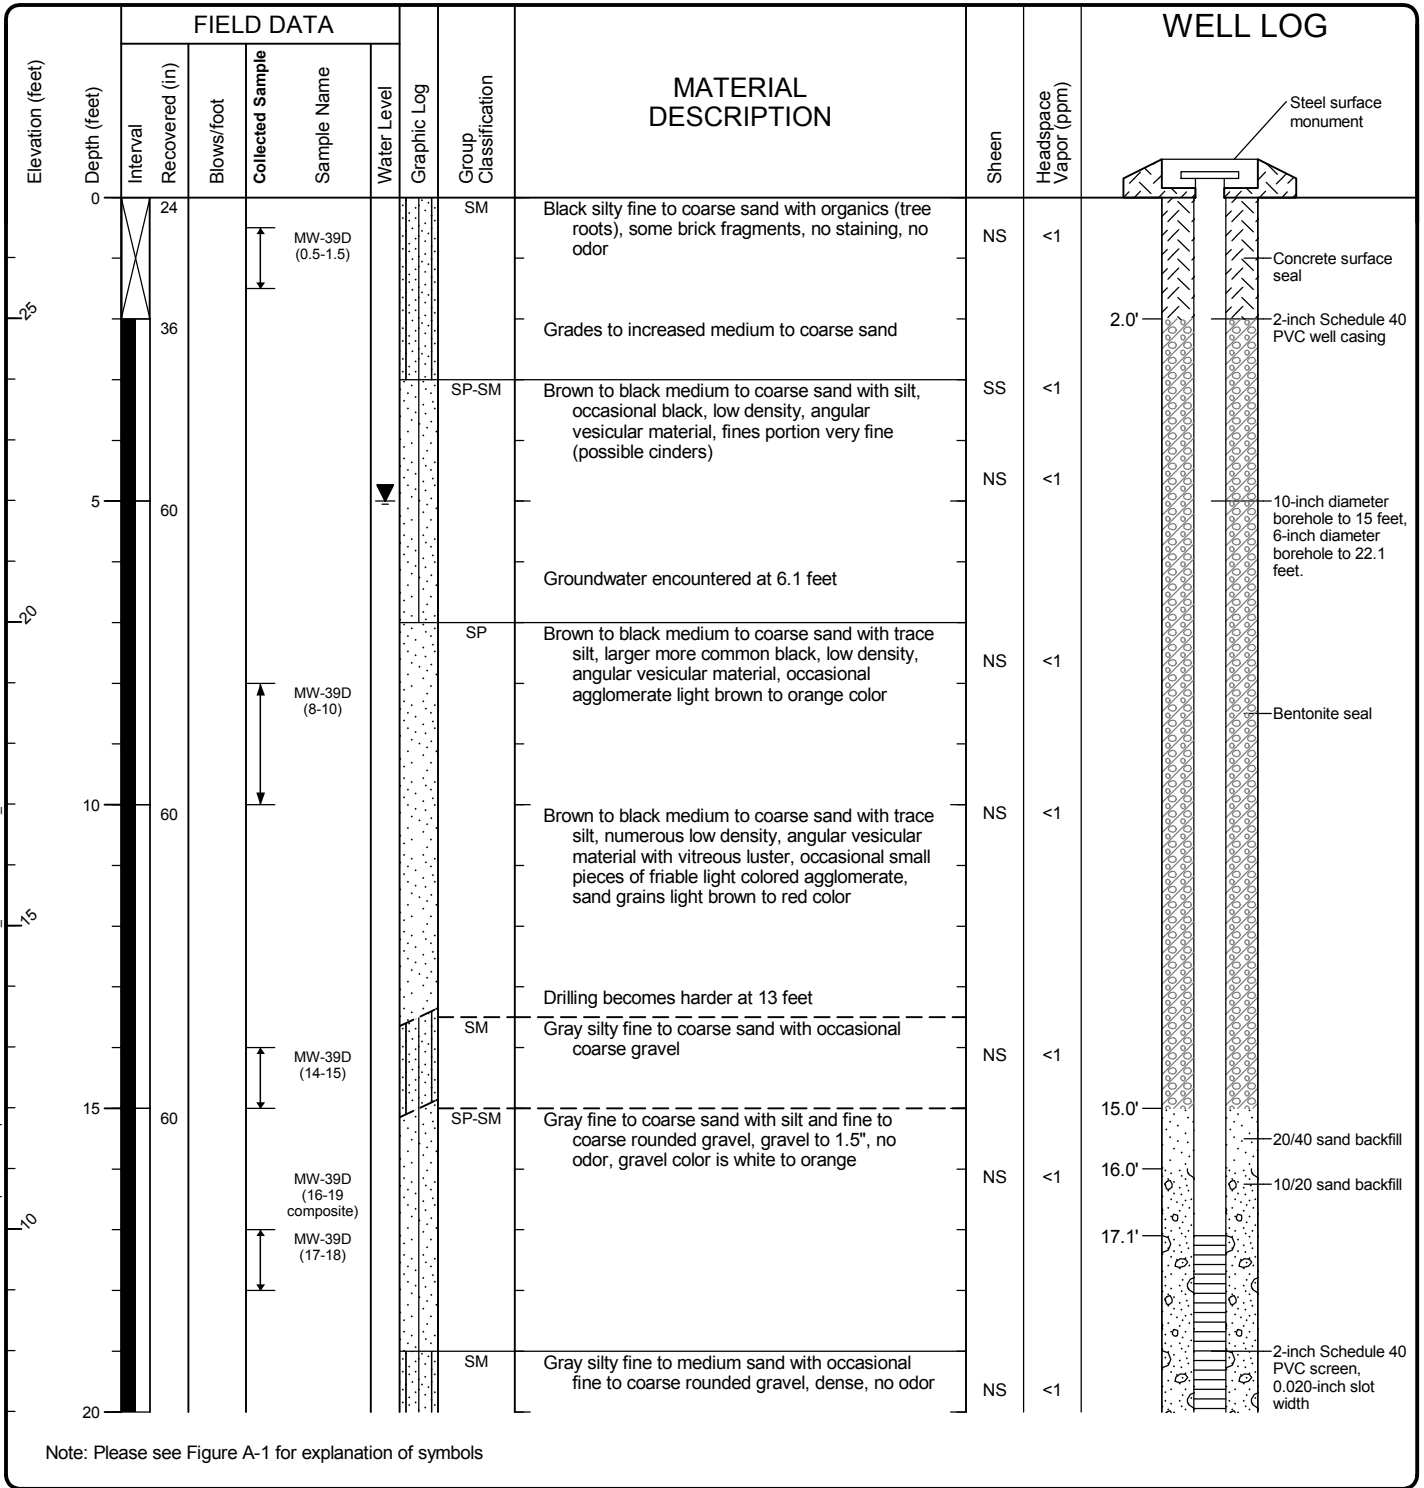 FIELD DATA
WELL LOG
Elevation (feet)
Depth (feet)
Interval
Recovered (in)
Blows/foot
Collected Sample
Sample Name
Water Level
Graphic Log
Group
Classification
MATERIAL
DESCRIPTION
Sheen
Headspace
Vapor (ppm)
Steel surface
monument
0
24
SM
Black silty fine to coarse sand with organics (tree
roots), some brick fragments, no staining, no
odor
MW-39D
(0.5-1.5)
NS
<1
Concrete surface
seal
25
36
Grades to increased medium to coarse sand
2.0'
2-inch Schedule 40
PVC well casing
SP-SM
Brown to black medium to coarse sand with silt,
occasional black, low density, angular
vesicular material, fines portion very fine
(possible cinders)
SS
<1
NS
<1
5
60
10-inch diameter
borehole to 15 feet,
6-inch diameter
borehole to 22.1
feet.
Groundwater encountered at 6.1 feet
20
SP
Brown to black medium to coarse sand with trace
silt, larger more common black, low density,
angular vesicular material, occasional
agglomerate light brown to orange color
NS
<1
MW-39D
(8-10)
Bentonite seal
10
60
Brown to black medium to coarse sand with trace
silt, numerous low density, angular vesicular
material with vitreous luster, occasional small
pieces of friable light colored agglomerate,
sand grains light brown to red color
NS
<1
15
Drilling becomes harder at 13 feet
SM
Gray silty fine to coarse sand with occasional
coarse gravel
MW-39D
(14-15)
NS
<1
15
60
SP-SM
Gray fine to coarse sand with silt and fine to
coarse rounded gravel, gravel to 1.5", no
odor, gravel color is white to orange
15.0'
20/40 sand backfill
16.0'
10/20 sand backfill
MW-39D
(16-19
composite)
NS
<1
10
MW-39D
(17-18)
17.1'
SM
Gray silty fine to medium sand with occasional
fine to coarse rounded gravel, dense, no odor
NS
<1
2-inch Schedule 40
PVC screen,
0.020-inch slot
width
20
Note: Please see Figure A-1 for explanation of symbols